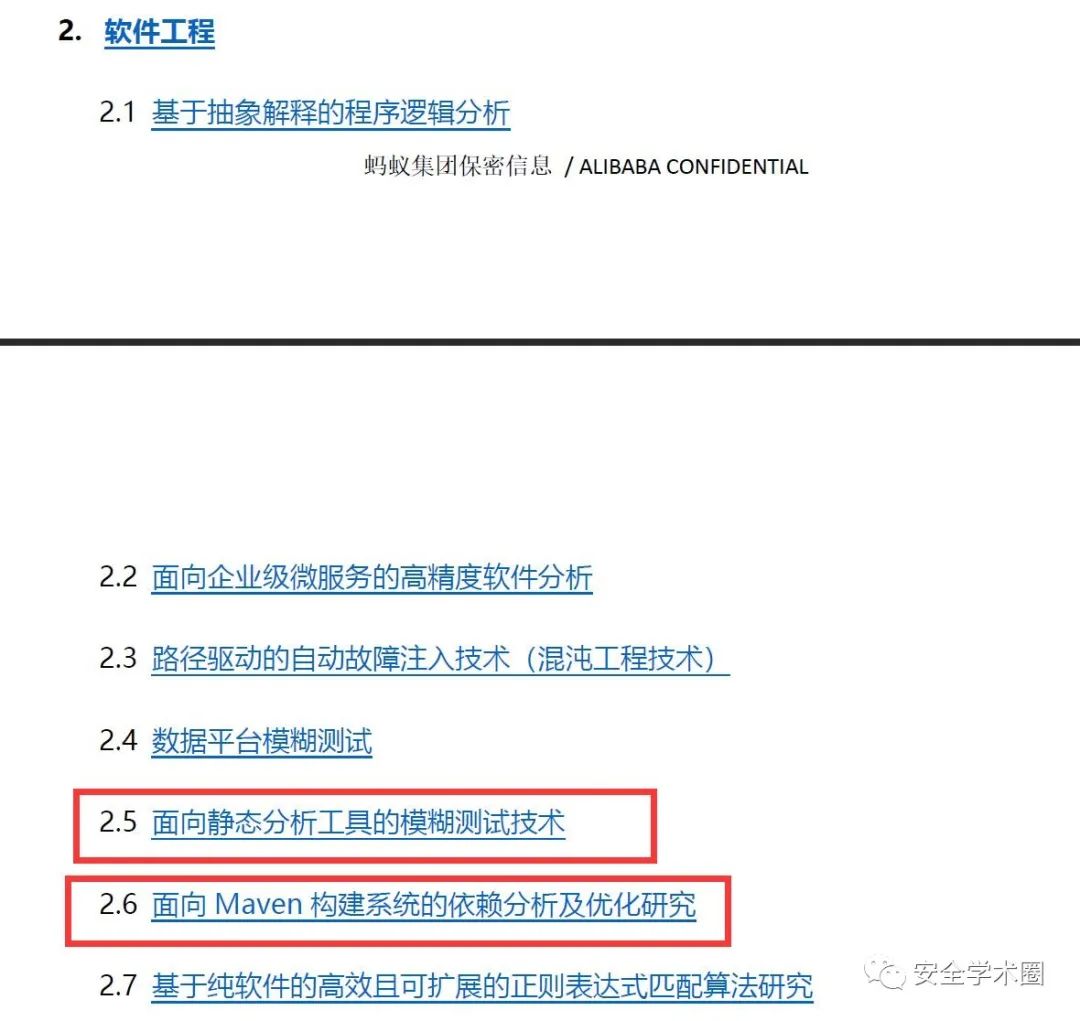 2. 软件工程
2.1 基于抽象解释的程序逻辑分析
蚂蚁集团保密信息 / ALIBABA CONFIDENTIAL
2.2 面向企业级微服务的高精度软件分析
2.3 路径驱动的自动故障注入技术（混沌工程技术）
2.4 数据平台模糊测试
2.5 面向静态分析工具的模糊测试技术
2.6 面向 Maven 构建系统的依赖分析及优化研究
2.7 基于纯软件的高效且可扩展的正则表达式匹配算法研究
安全学术圈